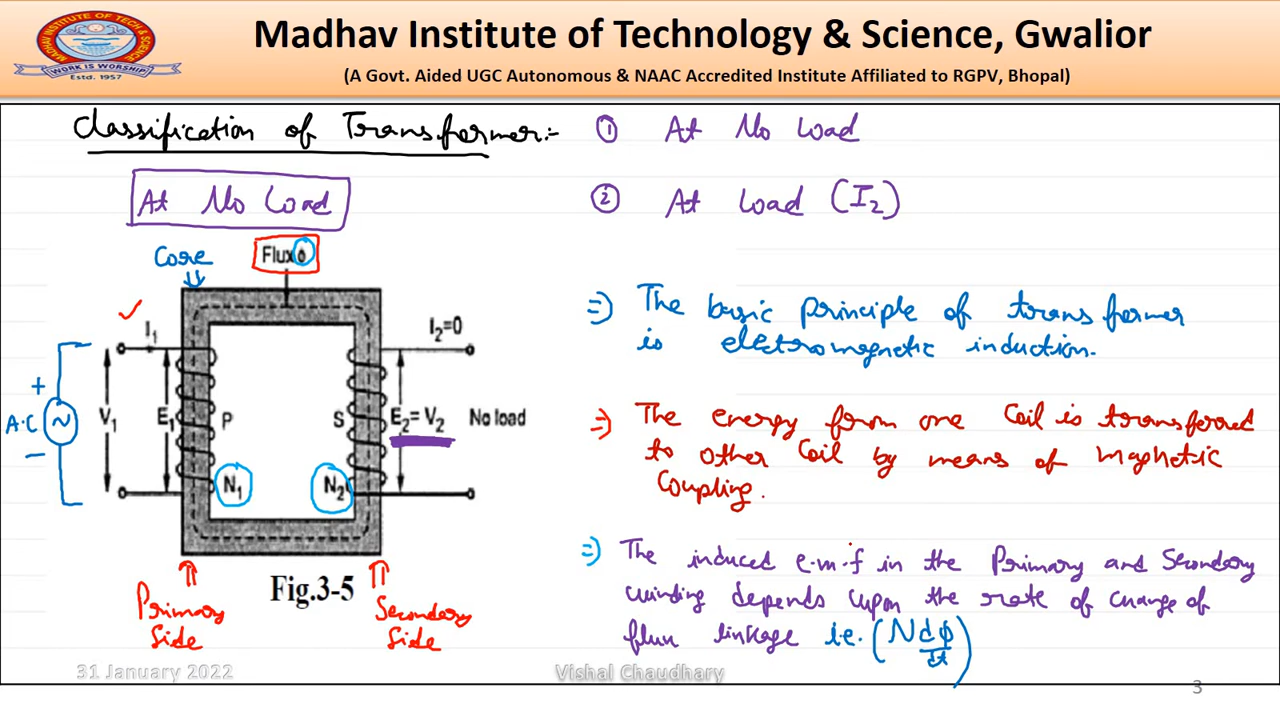 MADHAV INSTITUTE OF TECH & SCIENCE
WORK IS WORSHIP
Estd. 1957
Madhav Institute of Technology & Science, Gwalior
(A Govt. Aided UGC Autonomous & NAAC Accredited Institute Affiliated to RGPV, Bhopal)
Classification of Transformer:-
① At No Load
② At Load (I2)
At No Load
Core
Flux ϕ
I1
I2=0
+
A.C
~
-
V1
E1
P
S
E2= V2
No load
N1
N2
Fig.3-5
Primary
Side
Secondary
Side
⇒ The basic principle of transformer
is electromagnetic induction.
⇒ The energy from one Coil is transferred
to other Coil by means of magnetic
Coupling.
⇒ The induced e.m.f in the Primary and Secondary
winding depends upon the rate of change of
flux linkage i.e. (N dϕ/dt)
31 January 2022
Vishal Chaudhary
3